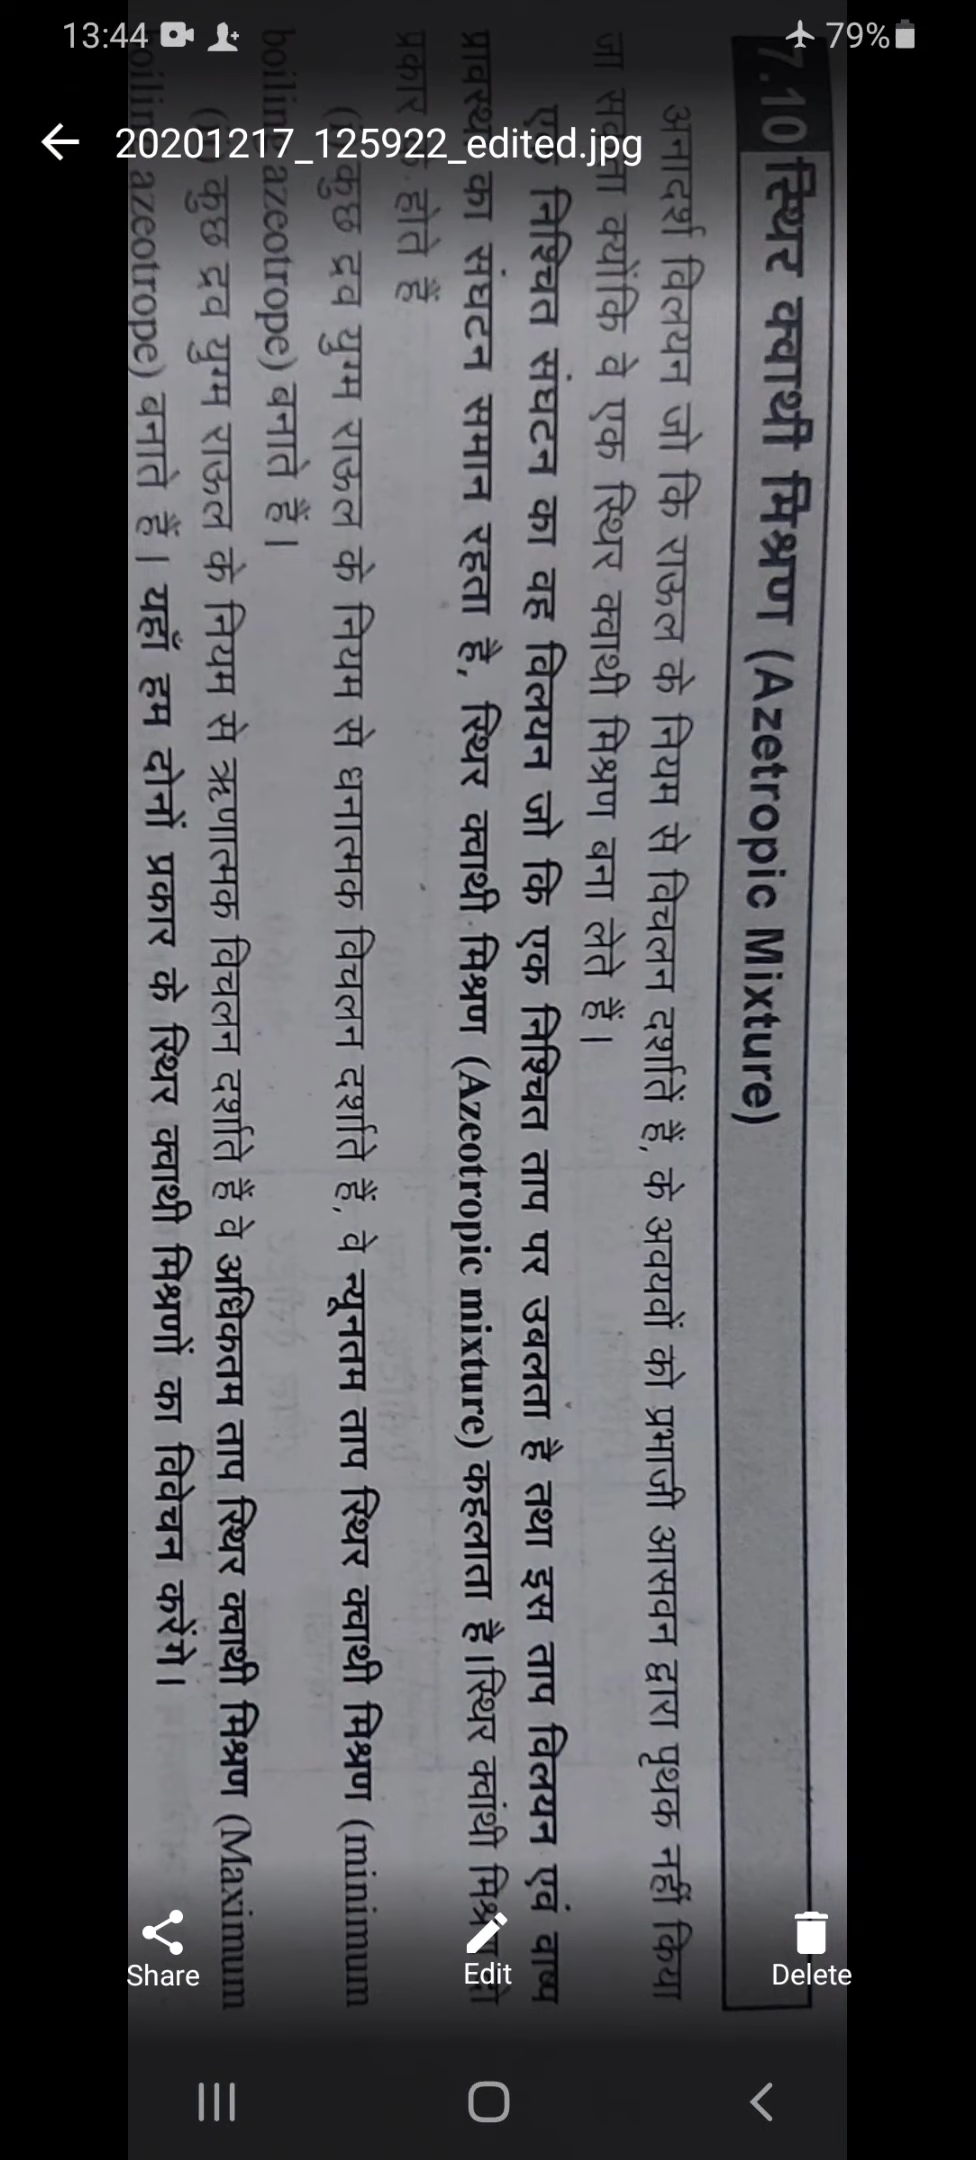 13:44
79%
20201217_125922_edited.jpg
7.10 स्थिर क्वाथी मिश्रण (Azetropic Mixture)
अनादर्श विलयन जो कि राऊल के नियम से विचलन दर्शाते हैं, के अवयवों को प्रभाजी आसवन द्वारा पृथक नहीं किया
जा सकता क्योंकि वे एक स्थिर क्वाथी मिश्रण बना लेते हैं।
एक निश्चित संघटन का वह विलयन जो कि एक निश्चित ताप पर उबलता है तथा इस ताप विलयन एवं वाष्प
प्रावस्था का संघटन समान रहता है, स्थिर क्वाथी मिश्रण (Azeotropic mixture) कहलाता है। स्थिर क्वांथी मिश्रण दो
प्रकार के होते हैं
कुछ द्रव युग्म राऊल के नियम से धनात्मक विचलन दर्शाते हैं, वे न्यूनतम ताप स्थिर क्वाथी मिश्रण (minimum
boiling azeotrope) बनाते हैं।
कुछ द्रव युग्म राऊल के नियम से ऋणात्मक विचलन दर्शाते हैं वे अधिकतम ताप स्थिर क्वाथी मिश्रण (Maximum
boiling azeotrope) बनाते हैं। यहाँ हम दोनों प्रकार के स्थिर क्वाथी मिश्रणों का विवेचन करेंगे।
Share
Edit
Delete